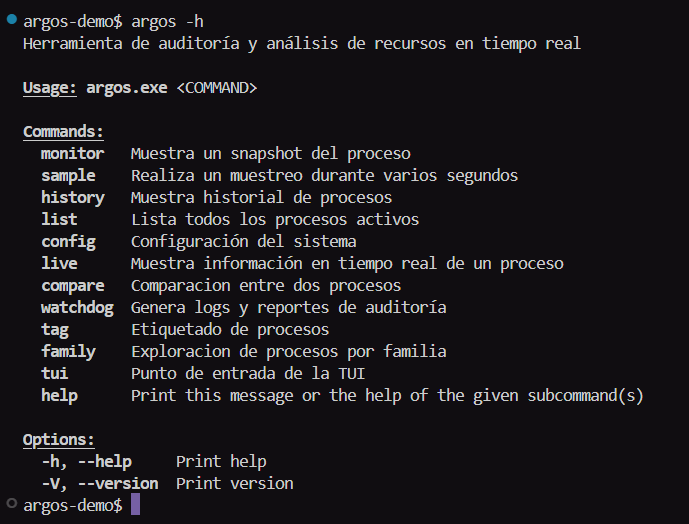 argos-demo$ argos -h
Herramienta de auditoría y análisis de recursos en tiempo real
Usage: argos.exe <COMMAND>
Commands:
monitor   Muestra un snapshot del proceso
sample    Realiza un muestreo durante varios segundos
history   Muestra historial de procesos
list      Lista todos los procesos activos
config    Configuración del sistema
live      Muestra información en tiempo real de un proceso
compare   Comparacion entre dos procesos
watchdog  Genera logs y reportes de auditoría
tag       Etiquetado de procesos
family    Exploracion de procesos por familia
tui       Punto de entrada de la TUI
help      Print this message or the help of the given subcommand(s)
Options:
-h, --help     Print help
-V, --version  Print version
argos-demo$